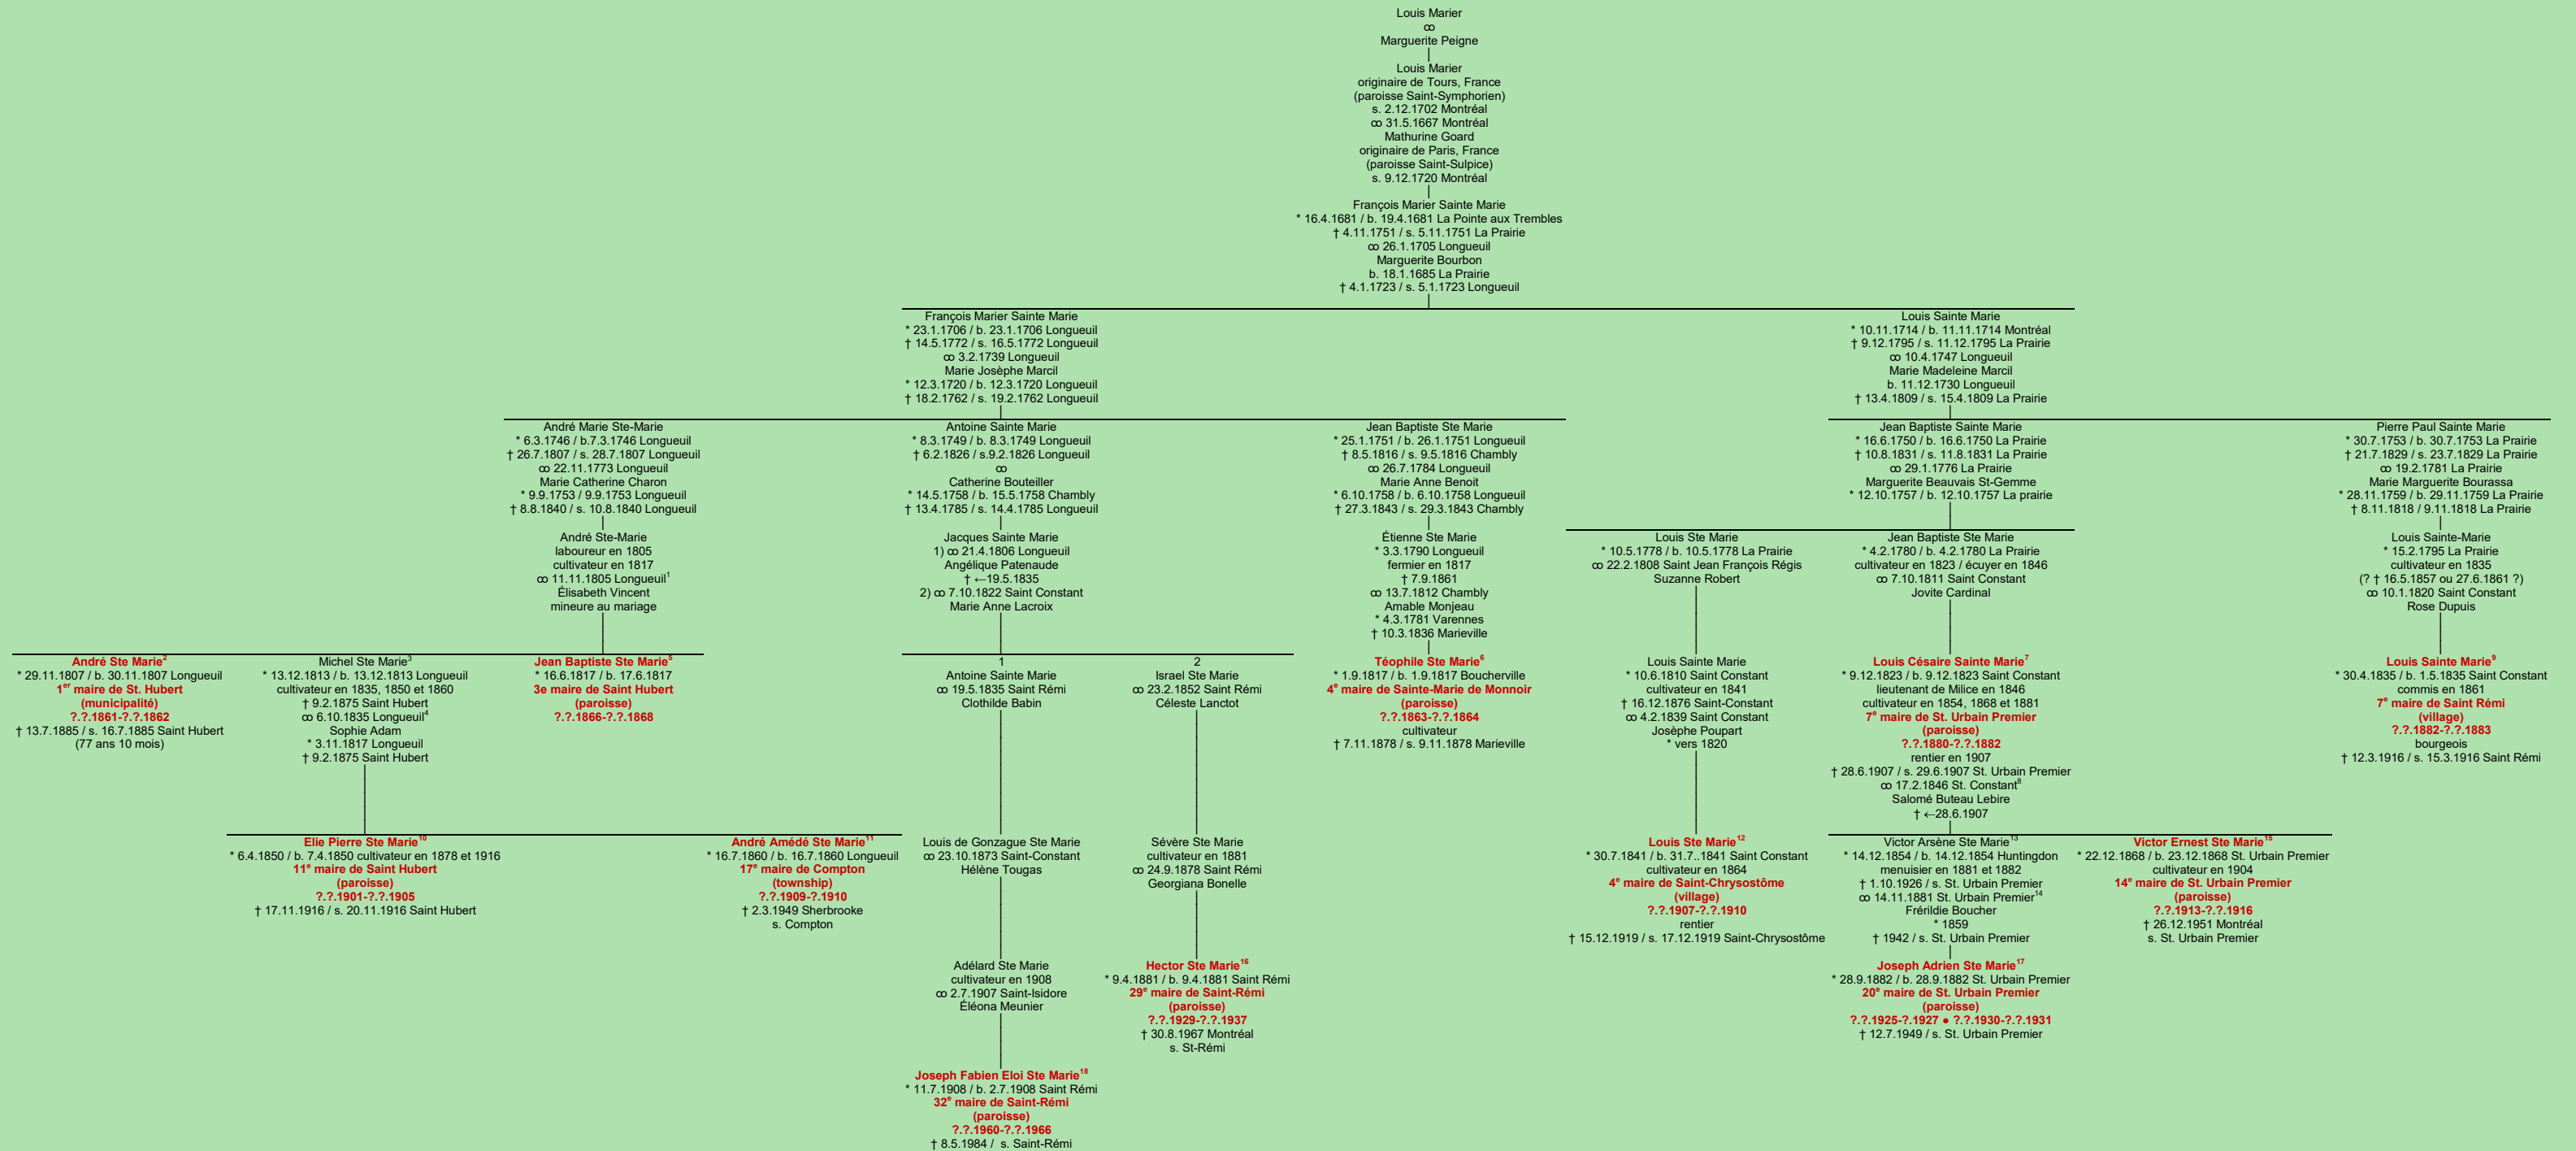 Louis Marier
∞
Marguerite Peigne
Louis Marier
originaire de Tours, France
(paroisse Saint-Symphorien)
s. 2.12.1702 Montréal
∞ 31.5.1667 Montréal
Mathurine Goard
originaire de Paris, France
(paroisse Saint-Sulpice)
s. 9.12.1720 Montréal
François Marier Sainte Marie
* 16.4.1681 / b. 19.4.1681 La Pointe aux Trembles
† 4.11.1751 / s. 5.11.1751 La Prairie
∞ 26.1.1705 Longueuil
Marguerite Bourbon
b. 18.1.1685 La Prairie
† 4.1.1723 / s. 5.1.1723 Longueuil
François Marier Sainte Marie
* 23.1.1706 / b. 23.1.1706 Longueuil
† 14.5.1772 / s. 16.5.1772 Longueuil
∞ 3.2.1739 Longueuil
Marie Josèphe Marcil
* 12.3.1720 / b. 12.3.1720 Longueuil
† 18.2.1762 / s. 19.2.1762 Longueuil
Louis Sainte Marie
* 10.11.1714 / b. 11.11.1714 Montréal
† 9.12.1795 / s. 11.12.1795 La Prairie
∞ 10.4.1747 Longueuil
Marie Madeleine Marcil
b. 11.12.1730 Longueuil
† 13.4.1809 / s. 15.4.1809 La Prairie
André Marie Ste-Marie
* 6.3.1746 / b.7.3.1746 Longueuil
† 26.7.1807 / s. 28.7.1807 Longueuil
∞ 22.11.1773 Longueuil
Marie Catherine Charon
* 9.9.1753 / 9.9.1753 Longueuil
† 8.8.1840 / s. 10.8.1840 Longueuil
Antoine Sainte Marie
* 8.3.1749 / b. 8.3.1749 Longueuil
† 6.2.1826 / s.9.2.1826 Longueuil
∞
Catherine Bouteiller
* 14.5.1758 / b. 15.5.1758 Chambly
† 13.4.1785 / s. 14.4.1785 Longueuil
Jean Baptiste Ste Marie
* 25.1.1751 / b. 26.1.1751 Longueuil
† 8.5.1816 / s. 9.5.1816 Chambly
∞ 26.7.1784 Longueuil
Marie Anne Benoit
* 6.10.1758 / b. 6.10.1758 Longueuil
† 27.3.1843 / s. 29.3.1843 Chambly
Jean Baptiste Sainte Marie
* 16.6.1750 / b. 16.6.1750 La Prairie
† 10.8.1831 / s. 11.8.1831 La Prairie
∞ 29.1.1776 La Prairie
Marguerite Beauvais St-Gemme
* 12.10.1757 / b. 12.10.1757 La prairie
Pierre Paul Sainte Marie
* 30.7.1753 / b. 30.7.1753 La Prairie
† 21.7.1829 / s. 23.7.1829 La Prairie
∞ 19.2.1781 La Prairie
Marie Marguerite Bourassa
* 28.11.1759 / b. 29.11.1759 La Prairie
† 8.11.1818 / 9.11.1818 La Prairie
André Ste-Marie
laboureur en 1805
cultivateur en 1817
∞ 11.11.1805 Longueuil¹
Élisabeth Vincent
mineure au mariage
Jacques Sainte Marie
1) ∞ 21.4.1806 Longueuil
Angélique Patenaude
† ←19.5.1835
2) ∞ 7.10.1822 Saint Constant
Marie Anne Lacroix
Étienne Ste Marie
* 3.3.1790 Longueuil
fermier en 1817
† 7.9.1861
∞ 13.7.1812 Chambly
Amable Monjeau
* 4.3.1781 Varennes
† 10.3.1836 Marieville
Louis Ste Marie
* 10.5.1778 / b. 10.5.1778 La Prairie
∞ 22.2.1808 Saint Jean François Régis
Suzanne Robert
Jean Baptiste Ste Marie
* 4.2.1780 / b. 4.2.1780 La Prairie
cultivateur en 1823 / écuyer en 1846
∞ 7.10.1811 Saint Constant
Jovite Cardinal
Louis Sainte-Marie
* 15.2.1795 La Prairie
cultivateur en 1835
(? † 16.5.1857 ou 27.6.1861 ?)
∞ 10.1.1820 Saint Constant
Rose Dupuis
André Ste Marie²
* 29.11.1807 / b. 30.11.1807 Longueuil
1er maire de St. Hubert
(municipalité)
?.?.1861-?.?.1862
† 13.7.1885 / s. 16.7.1885 Saint Hubert
(77 ans 10 mois)
Michel Ste Marie³
* 13.12.1813 / b. 13.12.1813 Longueuil
cultivateur en 1835, 1850 et 1860
† 9.2.1875 Saint Hubert
∞ 6.10.1835 Longueuil⁴
Sophie Adam
* 3.11.1817 Longueuil
† 9.2.1875 Saint Hubert
Jean Baptiste Ste Marie⁵
* 16.6.1817 / b. 17.6.1817
3e maire de Saint Hubert
(paroisse)
?.?.1866-?.?.1868
1
Antoine Sainte Marie
∞ 19.5.1835 Saint Rémi
Clothilde Babin
2
Israel Ste Marie
∞ 23.2.1852 Saint Rémi
Céleste Lanctot
Téophile Ste Marie⁶
* 1.9.1817 / b. 1.9.1817 Boucherville
4e maire de Sainte-Marie de Monnoir
(paroisse)
?.?.1863-?.?.1864
cultivateur
† 7.11.1878 / s. 9.11.1878 Marieville
Louis Sainte Marie
* 10.6.1810 Saint Constant
cultivateur en 1841
† 16.12.1876 Saint-Constant
∞ 4.2.1839 Saint Constant
Josèphe Poupart
* vers 1820
Louis Césaire Sainte Marie⁷
* 9.12.1823 / b. 9.12.1823 Saint Constant
lieutenant de Milice en 1846
cultivateur en 1854, 1868 et 1881
7e maire de St. Urbain Premier
(paroisse)
?.?.1880-?.?.1882
rentier en 1907
† 28.6.1907 / s. 29.6.1907 St. Urbain Premier
∞ 17.2.1846 St. Constant⁸
Salomé Buteau Lebire
† ←28.6.1907
Louis Sainte Marie⁹
* 30.4.1835 / b. 1.5.1835 Saint Constant
commis en 1861
7e maire de Saint Rémi
(village)
?.?.1882-?.?.1883
bourgeois
† 12.3.1916 / s. 15.3.1916 Saint Rémi
Elie Pierre Ste Marie¹⁰
* 6.4.1850 / b. 7.4.1850 cultivateur en 1878 et 1916
11e maire de Saint Hubert
(paroisse)
?.?.1901-?.?.1905
† 17.11.1916 / s. 20.11.1916 Saint Hubert
André Amédé Ste Marie¹¹
* 16.7.1860 / b. 16.7.1860 Longueuil
17e maire de Compton
(township)
?.?.1909-?.1910
† 2.3.1949 Sherbrooke
s. Compton
Louis de Gonzague Ste Marie
∞ 23.10.1873 Saint-Constant
Hélène Tougas
Sévère Ste Marie
cultivateur en 1881
∞ 24.9.1878 Saint Rémi
Georgiana Bonelle
Louis Ste Marie¹²
* 30.7.1841 / b. 31.7..1841 Saint Constant
cultivateur en 1864
4e maire de Saint-Chrysostôme
(village)
?.?.1907-?.?.1910
rentier
† 15.12.1919 / s. 17.12.1919 Saint-Chrysostôme
Victor Arsène Ste Marie¹³
* 14.12.1854 / b. 14.12.1854 Huntingdon
menuisier en 1881 et 1882
† 1.10.1926 / s. St. Urbain Premier
∞ 14.11.1881 St. Urbain Premier¹⁴
Frérildie Boucher
* 1859
† 1942 / s. St. Urbain Premier
Victor Ernest Ste Marie¹⁵
* 22.12.1868 / b. 23.12.1868 St. Urbain Premier
cultivateur en 1904
14e maire de St. Urbain Premier
(paroisse)
?.?.1913-?.?.1916
† 26.12.1951 Montréal
s. St. Urbain Premier
Adélard Ste Marie
cultivateur en 1908
∞ 2.7.1907 Saint-Isidore
Éléona Meunier
Hector Ste Marie¹⁶
* 9.4.1881 / b. 9.4.1881 Saint Rémi
29e maire de Saint-Rémi
(paroisse)
?.?.1929-?.?.1937
† 30.8.1967 Montréal
s. St-Rémi
Joseph Adrien Ste Marie¹⁷
* 28.9.1882 / b. 28.9.1882 St. Urbain Premier
20e maire de St. Urbain Premier
(paroisse)
?.?.1925-?.1927 ● ?.?.1930-?.?.1931
† 12.7.1949 / s. St. Urbain Premier
Joseph Fabien Eloi Ste Marie¹⁸
* 11.7.1908 / b. 2.7.1908 Saint Rémi
32e maire de Saint-Rémi
(paroisse)
?.?.1960-?.?.1966
† 8.5.1984 / s. Saint-Rémi